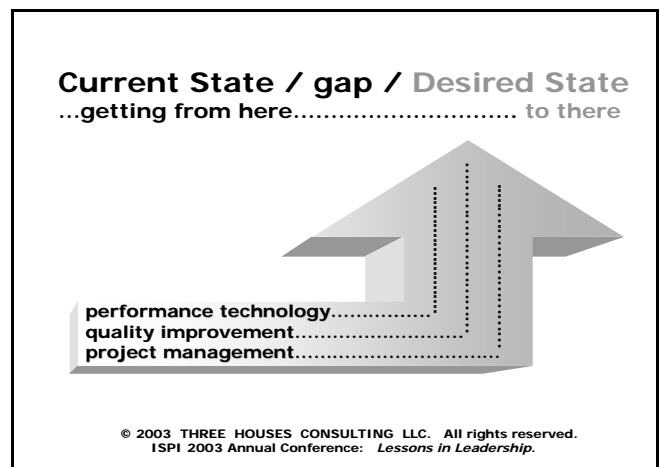 Current State / gap / Desired State
...getting from here.............................. to there
performance technology................
quality improvement...........................
project management..................................
© 2003 THREE HOUSES CONSULTING LLC. All rights reserved.
ISPI 2003 Annual Conference: Lessons in Leadership.